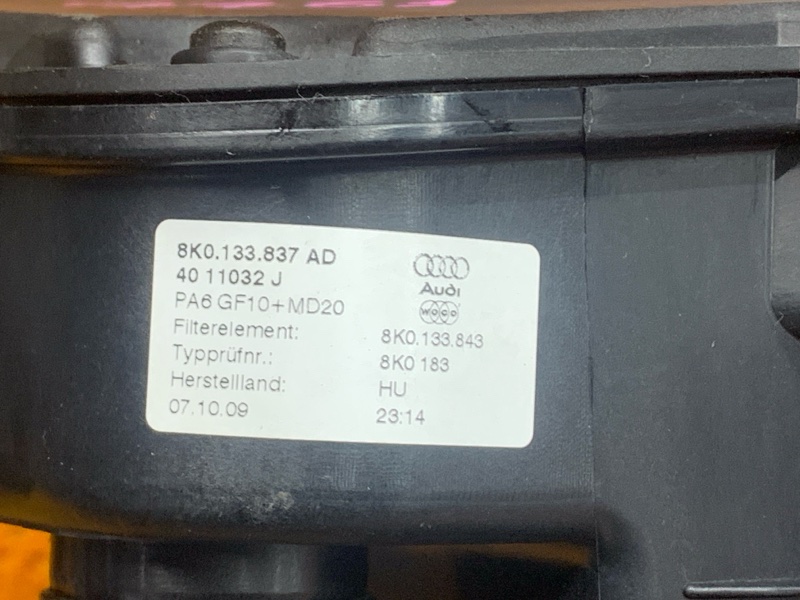 8K0.133.837 AD
40 11032 J
PA6 GF10+MD20
Audi
WOCO
Filterelement: 8K0.133.843
Typprüfnr.: 8K0 183
Herstellland: HU
07.10.09 23:14